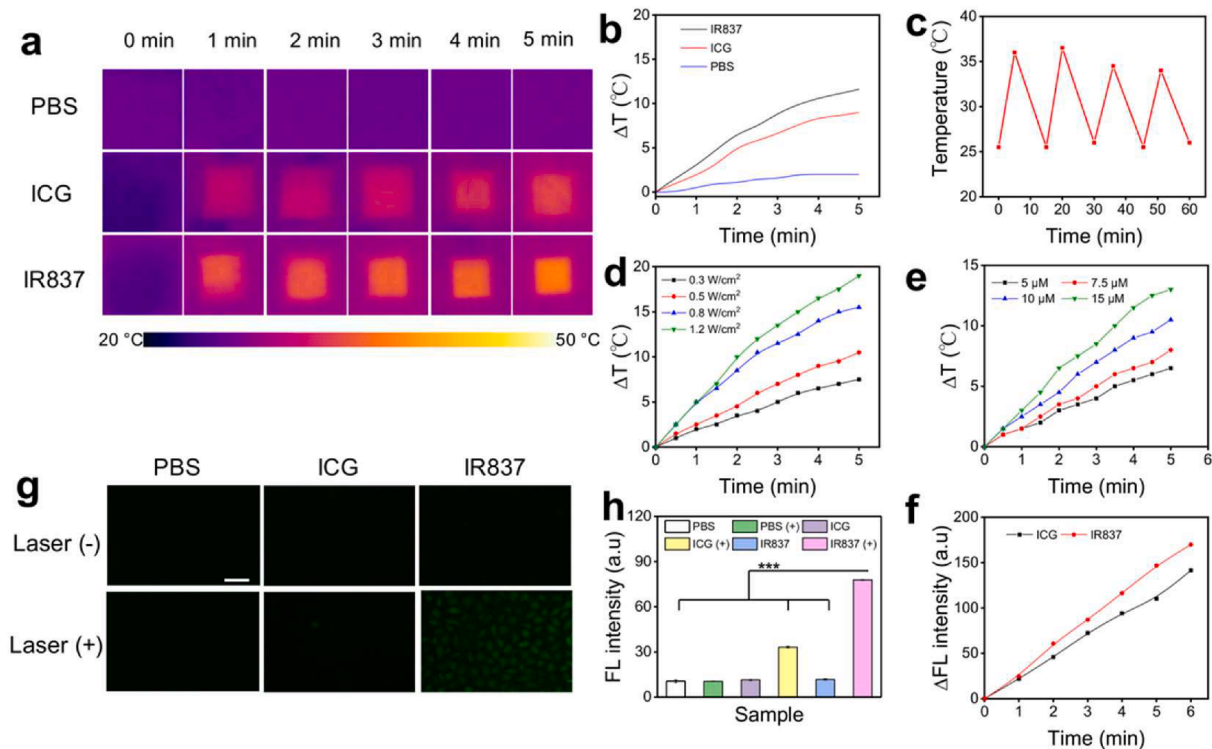 a
0 min 1 min 2 min 3 min 4 min 5 min
PBS
ICG
IR837
20 °C 50 °C
b
IR837
ICG
PBS
20
15
10
5
0
ΔT (℃)
0 1 2 3 4 5
Time (min)
c
40
35
30
25
20
Temperature (℃)
0 10 20 30 40 50 60
Time (min)
d
0.3 W/cm²
0.5 W/cm²
0.8 W/cm²
1.2 W/cm²
20
15
10
5
0
ΔT (℃)
0 1 2 3 4 5
Time (min)
e
5 μM 7.5 μM
10 μM 15 μM
15
10
5
0
ΔT (℃)
0 1 2 3 4 5 6
Time (min)
g
PBS ICG IR837
Laser (-)
Laser (+)
h
PBS PBS (+) ICG
ICG (+) IR837 IR837 (+)
***
120
90
60
30
0
FL intensity (a.u)
Sample
f
ICG IR837
200
150
100
50
0
ΔFL intensity (a.u)
0 1 2 3 4 5 6
Time (min)